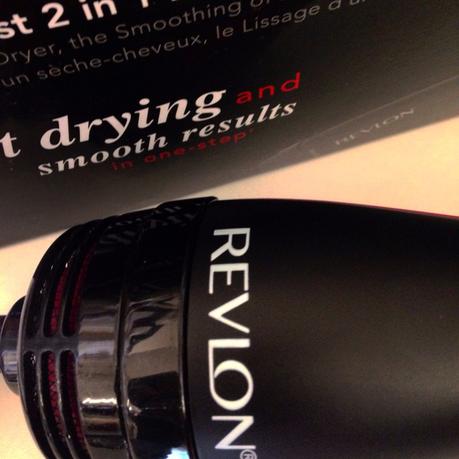 st 2 in 1
Dryer, the Smoothing of
un sèche-cheveux, le Lissage d'u
t drying and
smooth results
in one-step*
REVLON
REVLON®